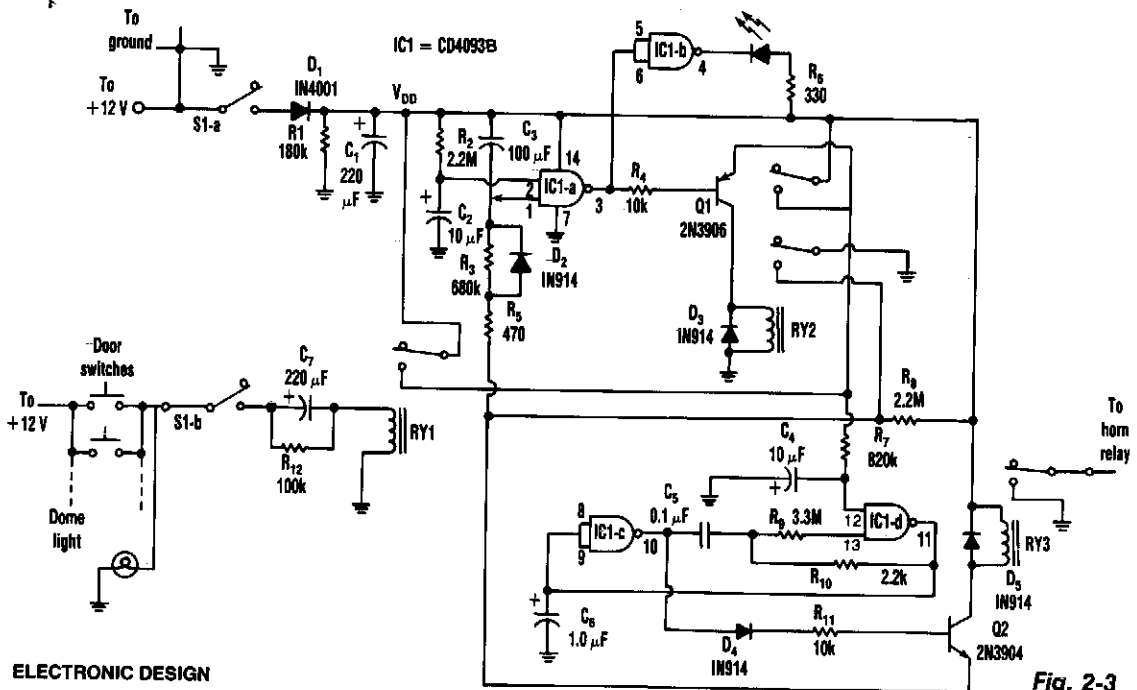 To
ground
To
+12 V
S1-a
D1
IN4001
R1
180k
C1
220
μF
+
IC1 = CD4093B
VDD
R2
2.2M
C3
100 μF
C2
10 μF
+
14
2
1
IC1-a
7
3
R3
680k
D2
IN914
R5
470
R4
10k
5
6
IC1-b
4
R6
330
Q1
2N3906
D3
IN914
RY2
Door
switches
To
+12 V
S1-b
C7
220 μF
+
R12
100k
RY1
Dome
light
R8
2.2M
R7
820k
C4
10 μF
+
C5
0.1 μF
8
9
IC1-c
10
R9
3.3M
12
13
IC1-d
11
R10
2.2k
C6
1.0 μF
+
D4
IN914
R11
10k
To
horn
relay
RY3
D5
IN914
Q2
2N3904
ELECTRONIC DESIGN
Fig. 2-3